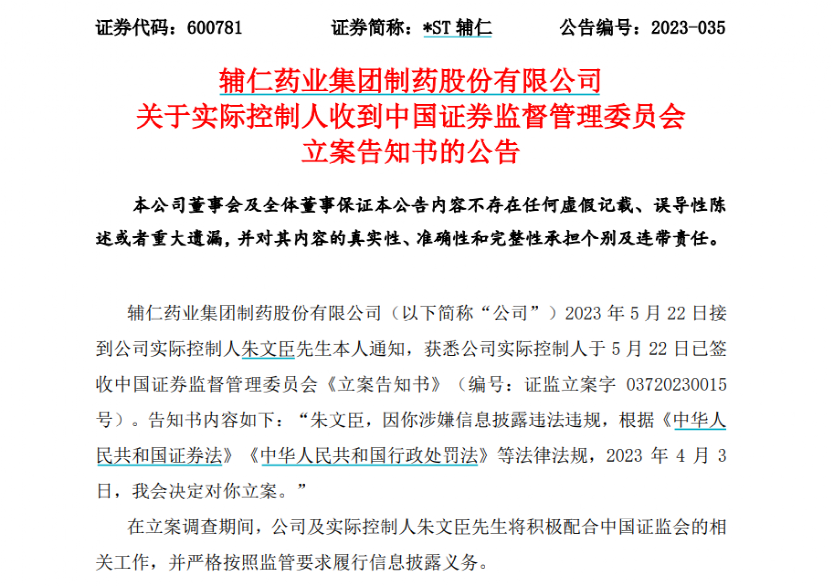 证券代码：600781 证券简称：*ST 辅仁 公告编号：2023-035
辅仁药业集团制药股份有限公司
关于实际控制人收到中国证券监督管理委员会
立案告知书的公告
本公司董事会及全体董事保证本公告内容不存在任何虚假记载、误导性陈
述或者重大遗漏，并对其内容的真实性、准确性和完整性承担个别及连带责任。
辅仁药业集团制药股份有限公司（以下简称“公司”）2023 年 5 月 22 日接
到公司实际控制人朱文臣先生本人通知，获悉公司实际控制人于 5 月 22 日已签
收中国证券监督管理委员会《立案告知书》（编号：证监立案字 03720230015
号）。告知书内容如下：“朱文臣，因你涉嫌信息披露违法违规，根据《中华人
民共和国证券法》《中华人民共和国行政处罚法》等法律法规，2023 年 4 月 3
日，我会决定对你立案。”
在立案调查期间，公司及实际控制人朱文臣先生将积极配合中国证监会的相
关工作，并严格按照监管要求履行信息披露义务。